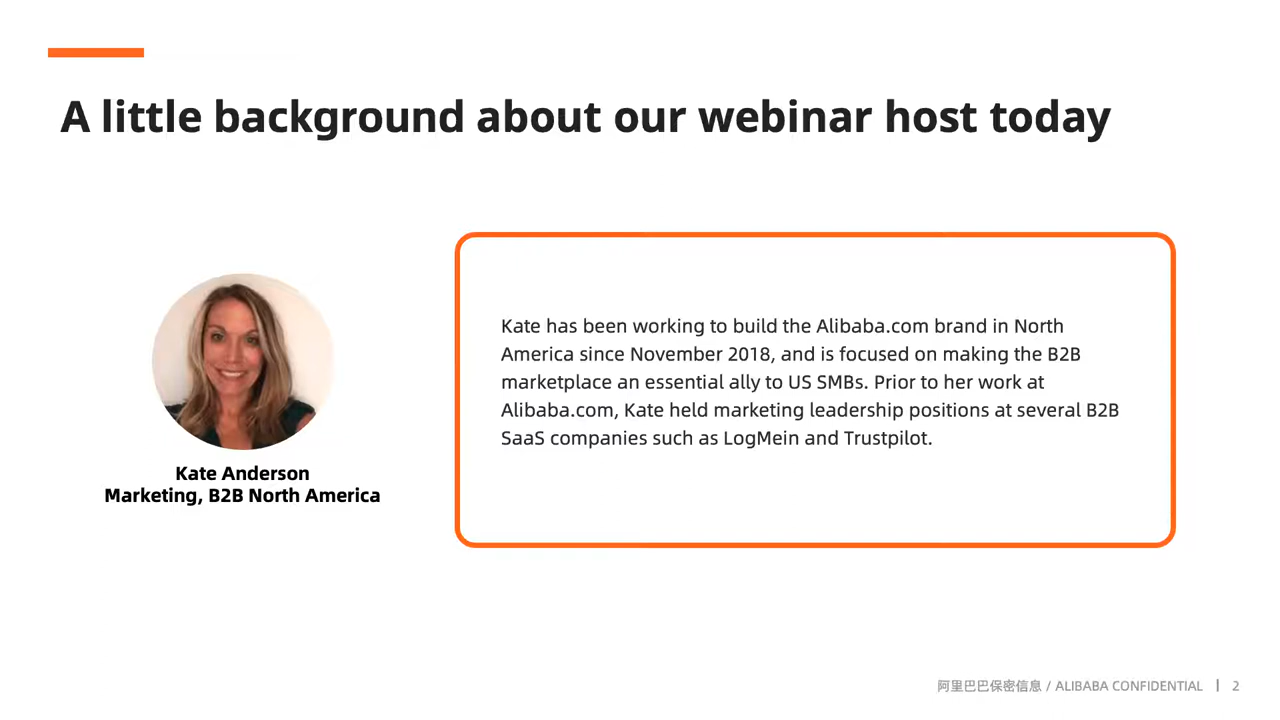 A little background about our webinar host today
Kate Anderson
Marketing, B2B North America
Kate has been working to build the Alibaba.com brand in North
America since November 2018, and is focused on making the B2B
marketplace an essential ally to US SMBs. Prior to her work at
Alibaba.com, Kate held marketing leadership positions at several B2B
SaaS companies such as LogMein and Trustpilot.
阿里巴巴保密信息 / ALIBABA CONFIDENTIAL | 2